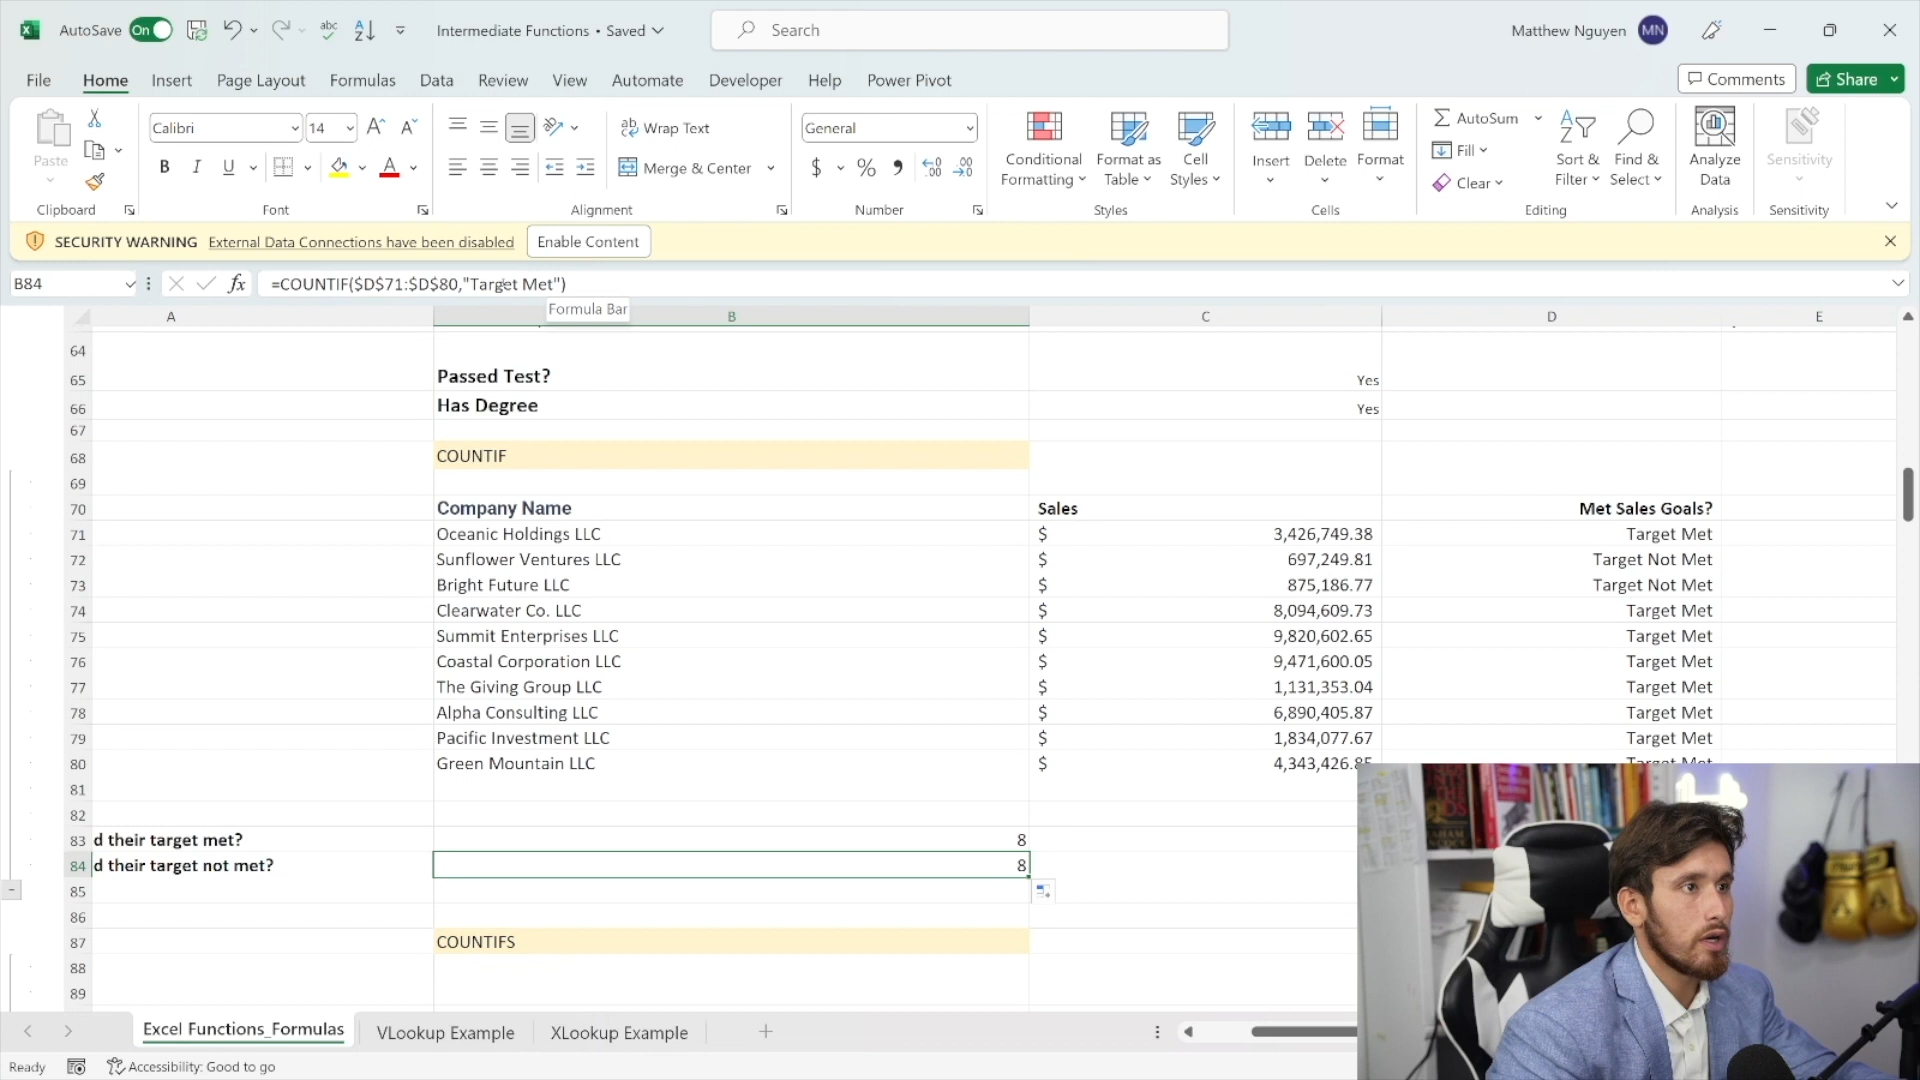 AutoSave On Intermediate Functions • Saved Search Matthew Nguyen MN
File Home Insert Page Layout Formulas Data Review View Automate Developer Help Power Pivot Comments Share
Paste Calibri 14 Wrap Text General Conditional Formatting Format as Table Cell Styles Insert Delete Format AutoSum Sort & Filter Find & Select Analyze Data Sensitivity
B I U A Merge & Center $ % Fill Clear
Clipboard Font Alignment Number Styles Cells Editing Analysis Sensitivity
SECURITY WARNING External Data Connections have been disabled Enable Content
B84 fx =COUNTIF($D$71:$D$80,"Target Met")
Formula Bar
A B C D E
64
65 Passed Test? Yes
66 Has Degree Yes
67
68 COUNTIF
69
70 Company Name Sales Met Sales Goals?
71 Oceanic Holdings LLC $ 3,426,749.38 Target Met
72 Sunflower Ventures LLC $ 697,249.81 Target Not Met
73 Bright Future LLC $ 875,186.77 Target Not Met
74 Clearwater Co. LLC $ 8,094,609.73 Target Met
75 Summit Enterprises LLC $ 9,820,602.65 Target Met
76 Coastal Corporation LLC $ 9,471,600.05 Target Met
77 The Giving Group LLC $ 1,131,353.04 Target Met
78 Alpha Consulting LLC $ 6,890,405.87 Target Met
79 Pacific Investment LLC $ 1,834,077.67 Target Met
80 Green Mountain LLC $ 4,343,426.85
81
82
83 d their target met? 8
84 d their target not met? 8
85
86
87 COUNTIFS
88
89
Excel Functions_Formulas VLookup Example XLookup Example
Ready Accessibility: Good to go